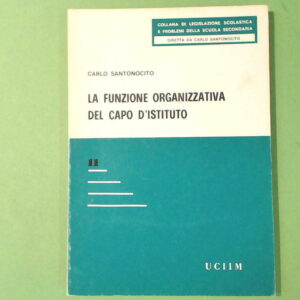 COLLANA DI LEGISLAZIONE SCOLASTICA
E PROBLEMI DELLA SCUOLA SECONDARIA
DIRETTA DA CARLO SANTONOCITO
CARLO SANTONOCITO
LA FUNZIONE ORGANIZZATIVA
DEL CAPO D'ISTITUTO
11
UCIIM